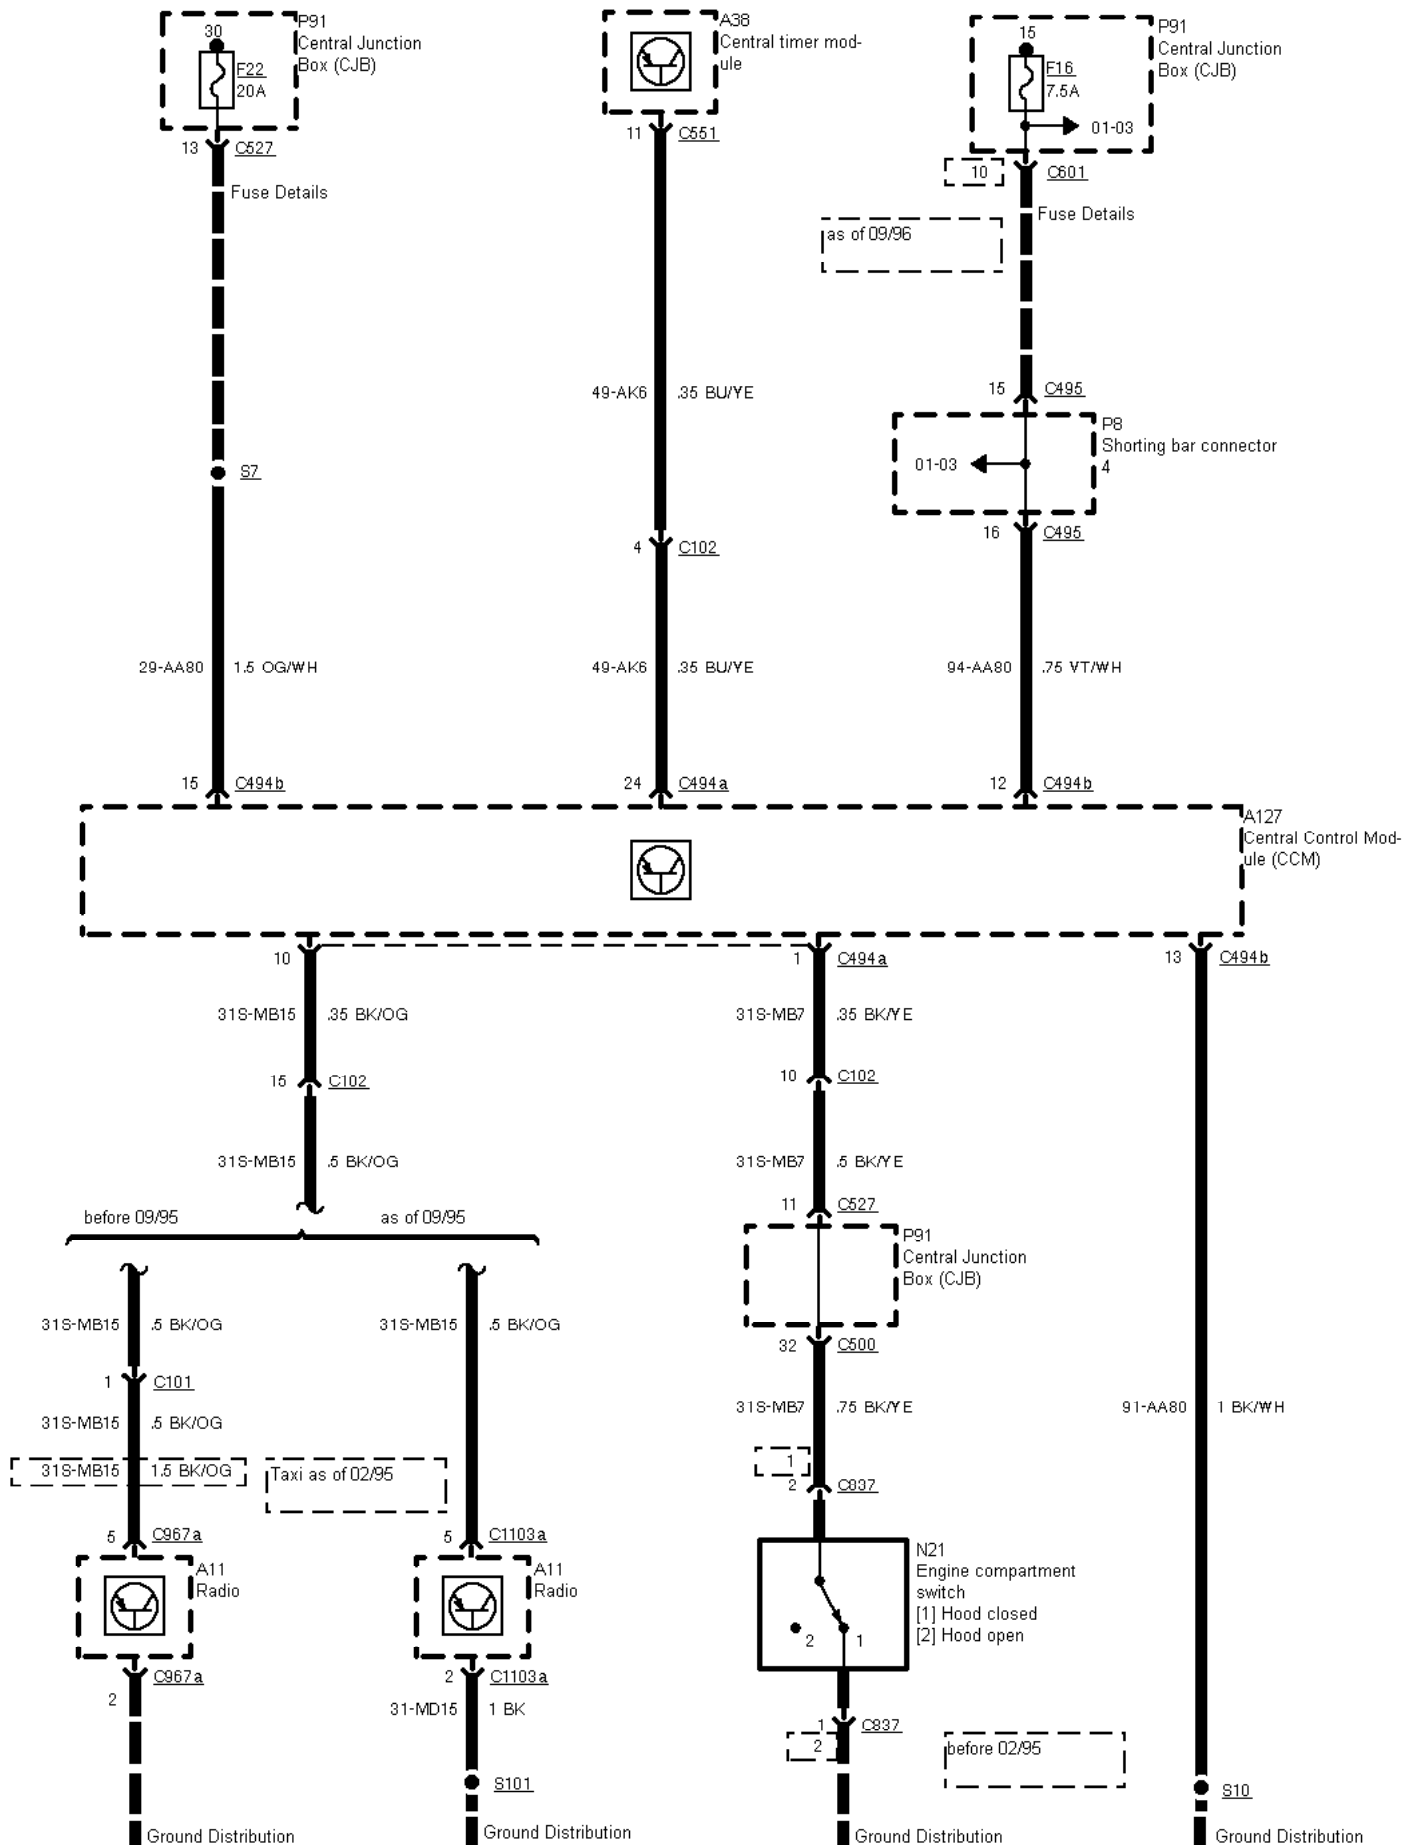 P91
Central Junction
Box (CJB)
30
F22
20A
13 C527
Fuse Details
A38
Central timer mod-
ule
11 C551
P91
Central Junction
Box (CJB)
15
F16
7.5A
01-03
10 C601
Fuse Details
as of 09/96
49-AK6 .35 BU/YE
15 C495
P8
Shorting bar connector
4
01-03
S7
16 C495
4 C102
29-AA80 1.5 OG/WH
49-AK6 .35 BU/YE
94-AA80 .75 VT/WH
15 C494b
24 C494a
12 C494b
A127
Central Control Mod-
ule (CCM)
10
1 C494a
13 C494b
31S-MB15 .35 BK/OG
31S-MB7 .35 BK/YE
15 C102
10 C102
31S-MB15 .5 BK/OG
31S-MB7 .5 BK/YE
11 C527
before 09/95
as of 09/95
P91
Central Junction
Box (CJB)
31S-MB15 .5 BK/OG
31S-MB15 .5 BK/OG
32 C500
1 C101
31S-MB7 .75 BK/YE
91-AA80 1 BK/WH
31S-MB15 .5 BK/OG
31S-MB15 1.5 BK/OG
Taxi as of 02/95
1
2 C837
5 C967a
5 C1103a
A11
Radio
A11
Radio
N21
Engine compartment
switch
[1] Hood closed
[2] Hood open
2 1
C967a
2
2 C1103a
31-MD15 1 BK
1 C837
2
before 02/95
S101
S10
Ground Distribution
Ground Distribution
Ground Distribution
Ground Distribution